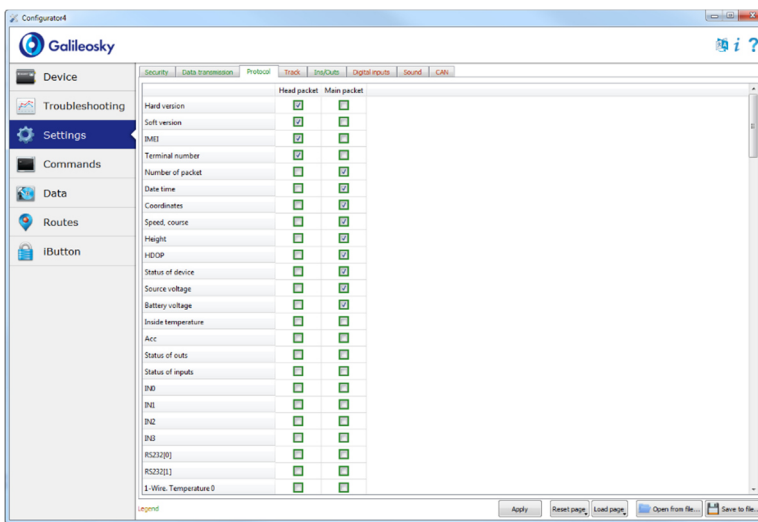 Configurator4
Galileosky
i ?
Device
Troubleshooting
Settings
Commands
Data
Routes
iButton
Security Data transmission Protocol Track Ins/Outs Digital inputs Sound CAN
Head packet Main packet
Hard version
Soft version
IMEI
Terminal number
Number of packet
Date time
Coordinates
Speed, course
Height
HDOP
Status of device
Source voltage
Battery voltage
Inside temperature
Acc
Status of outs
Status of inputs
IN0
IN1
IN2
IN3
RS232[0]
RS232[1]
1-Wire. Temperature 0
Legend
Apply Reset page Load page Open from file... Save to file...